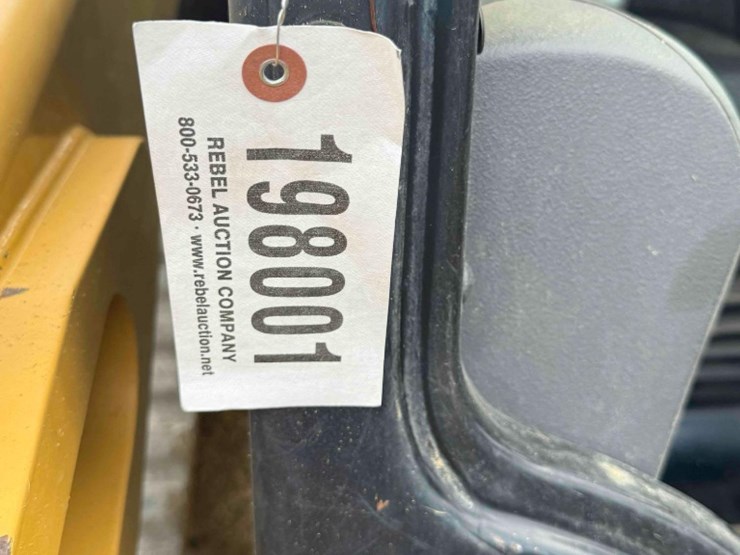 198001
REBEL AUCTION COMPANY
800-533-0673 · www.rebelauction.net